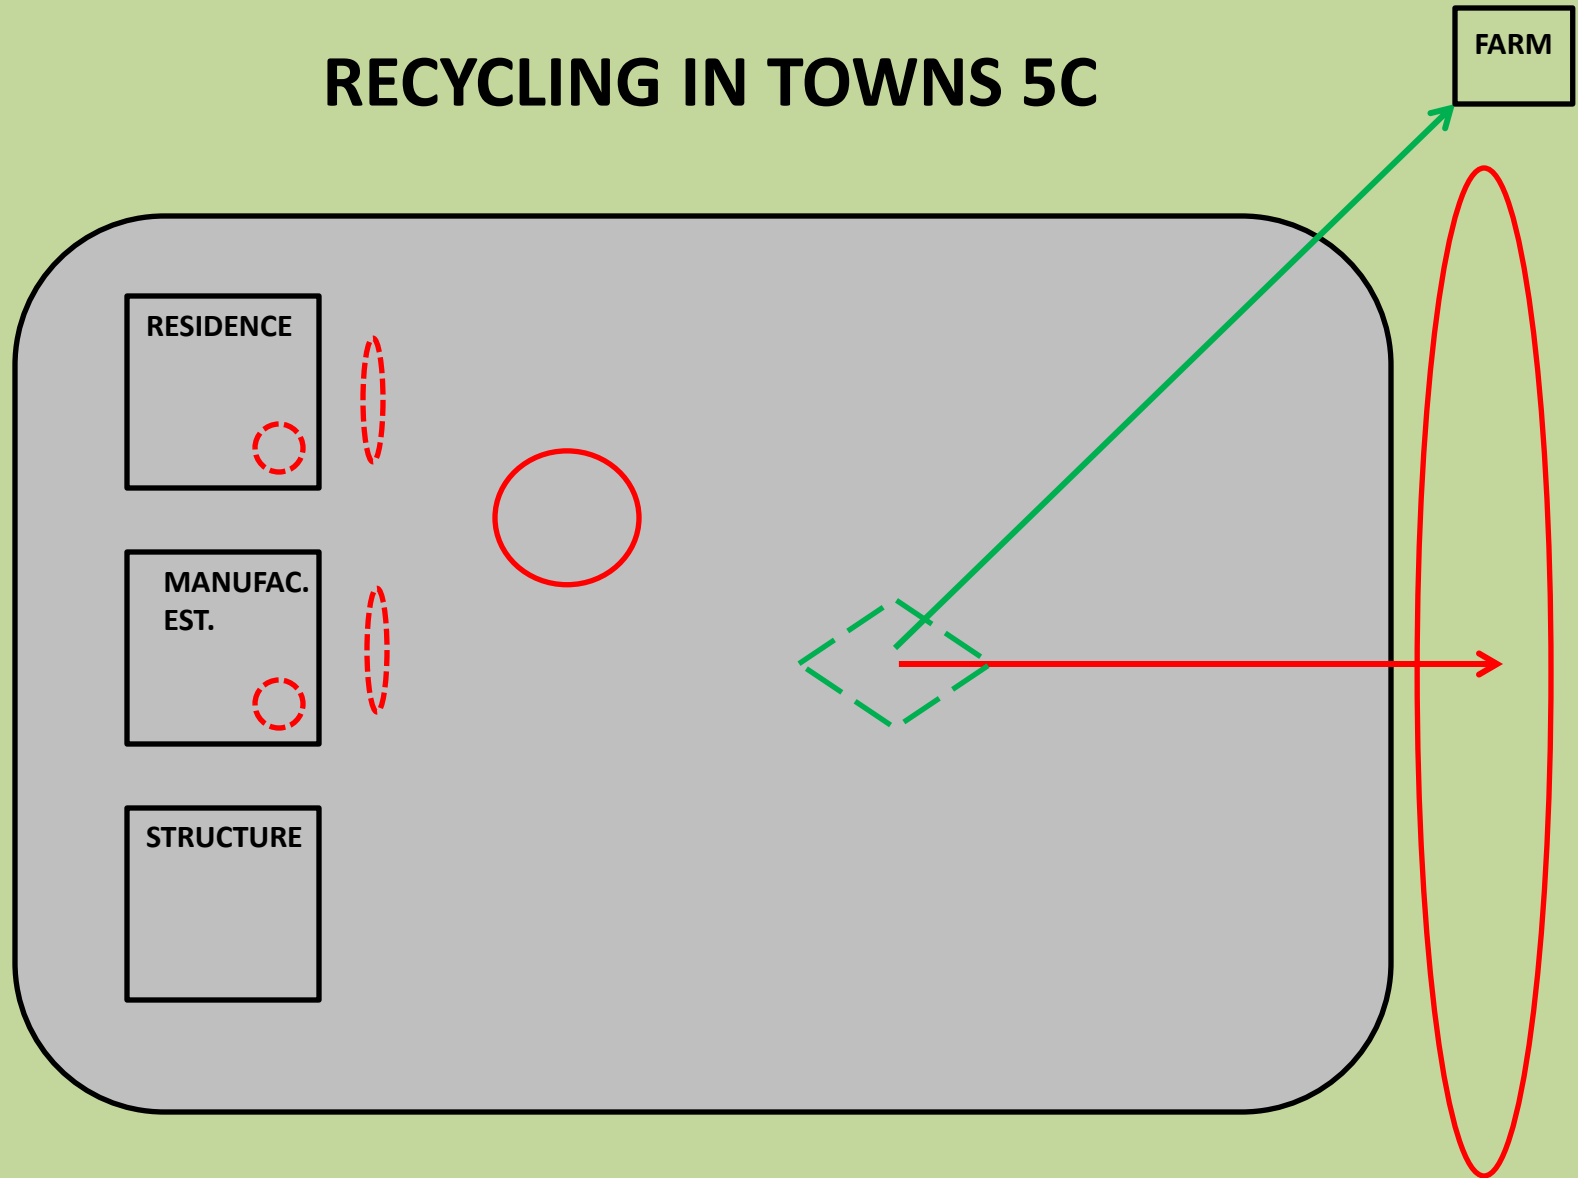 RECYCLING IN TOWNS 5C
FARM
RESIDENCE
MANUFAC.
EST.
STRUCTURE